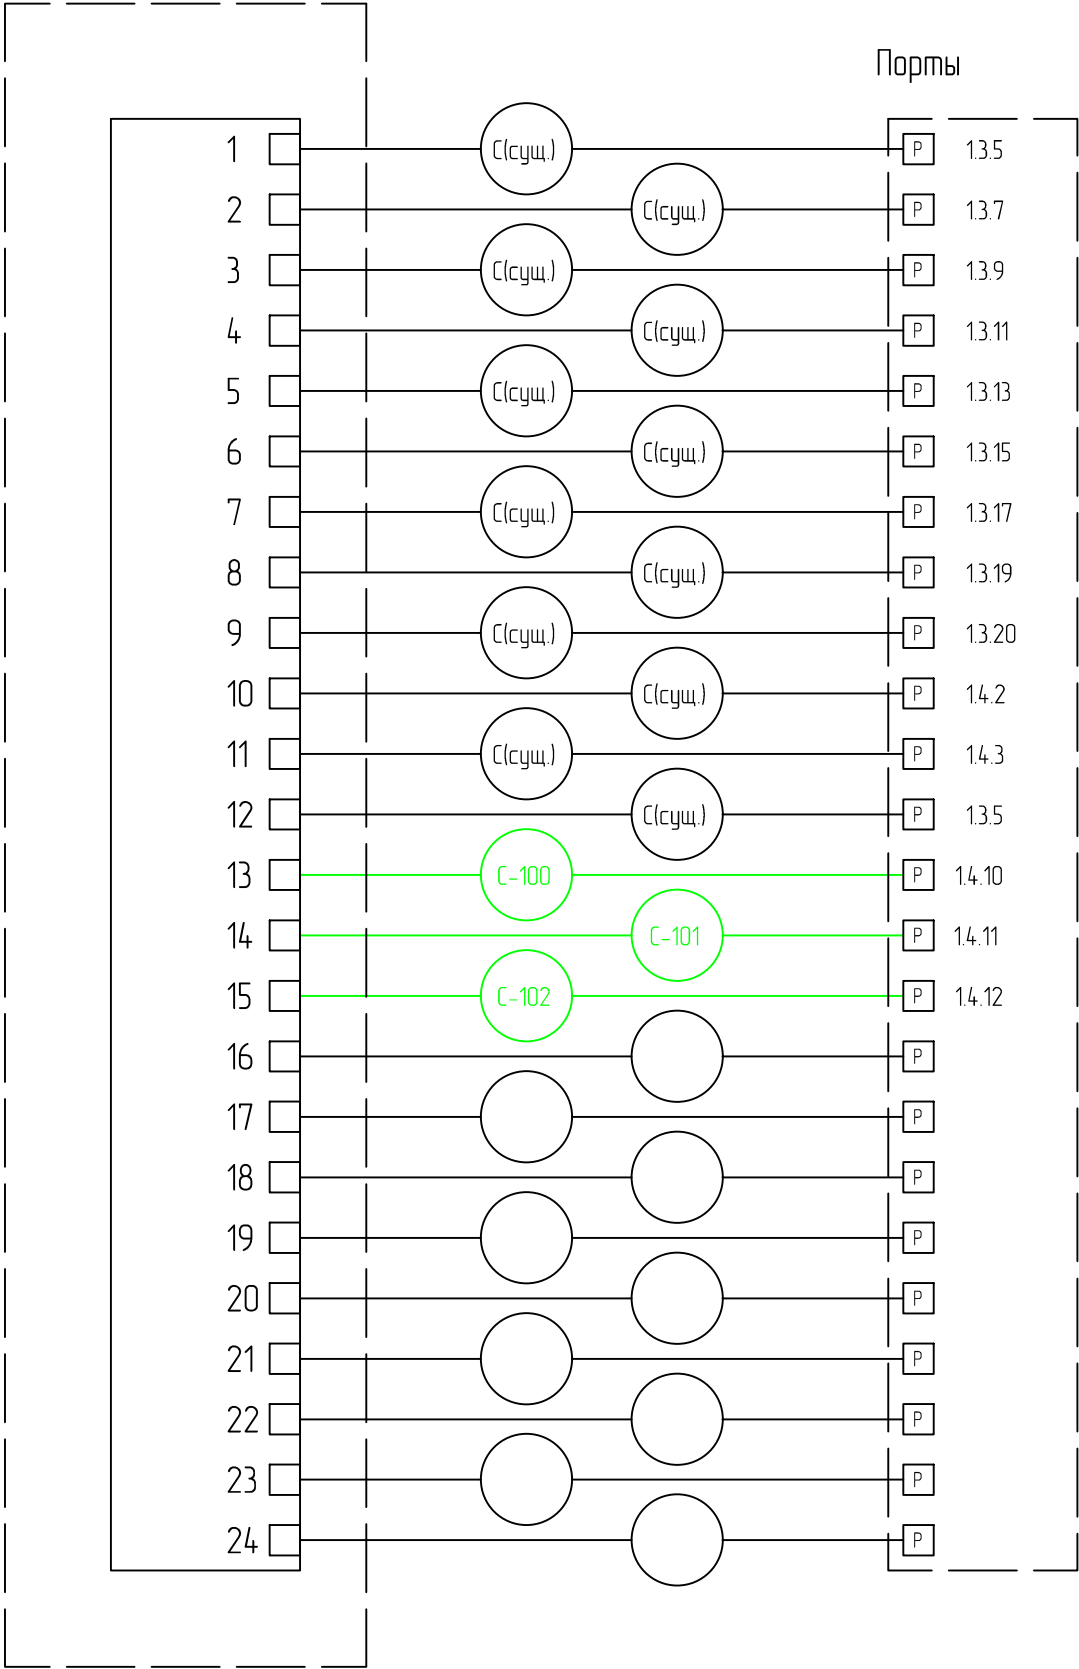 Порты
1 С(сущ.) P 1.3.5
2 С(сущ.) P 1.3.7
3 С(сущ.) P 1.3.9
4 С(сущ.) P 1.3.11
5 С(сущ.) P 1.3.13
6 С(сущ.) P 1.3.15
7 С(сущ.) P 1.3.17
8 С(сущ.) P 1.3.19
9 С(сущ.) P 1.3.20
10 С(сущ.) P 1.4.2
11 С(сущ.) P 1.4.3
12 С(сущ.) P 1.3.5
13 С-100 P 1.4.10
14 С-101 P 1.4.11
15 С-102 P 1.4.12
16 P
17 P
18 P
19 P
20 P
21 P
22 P
23 P
24 P